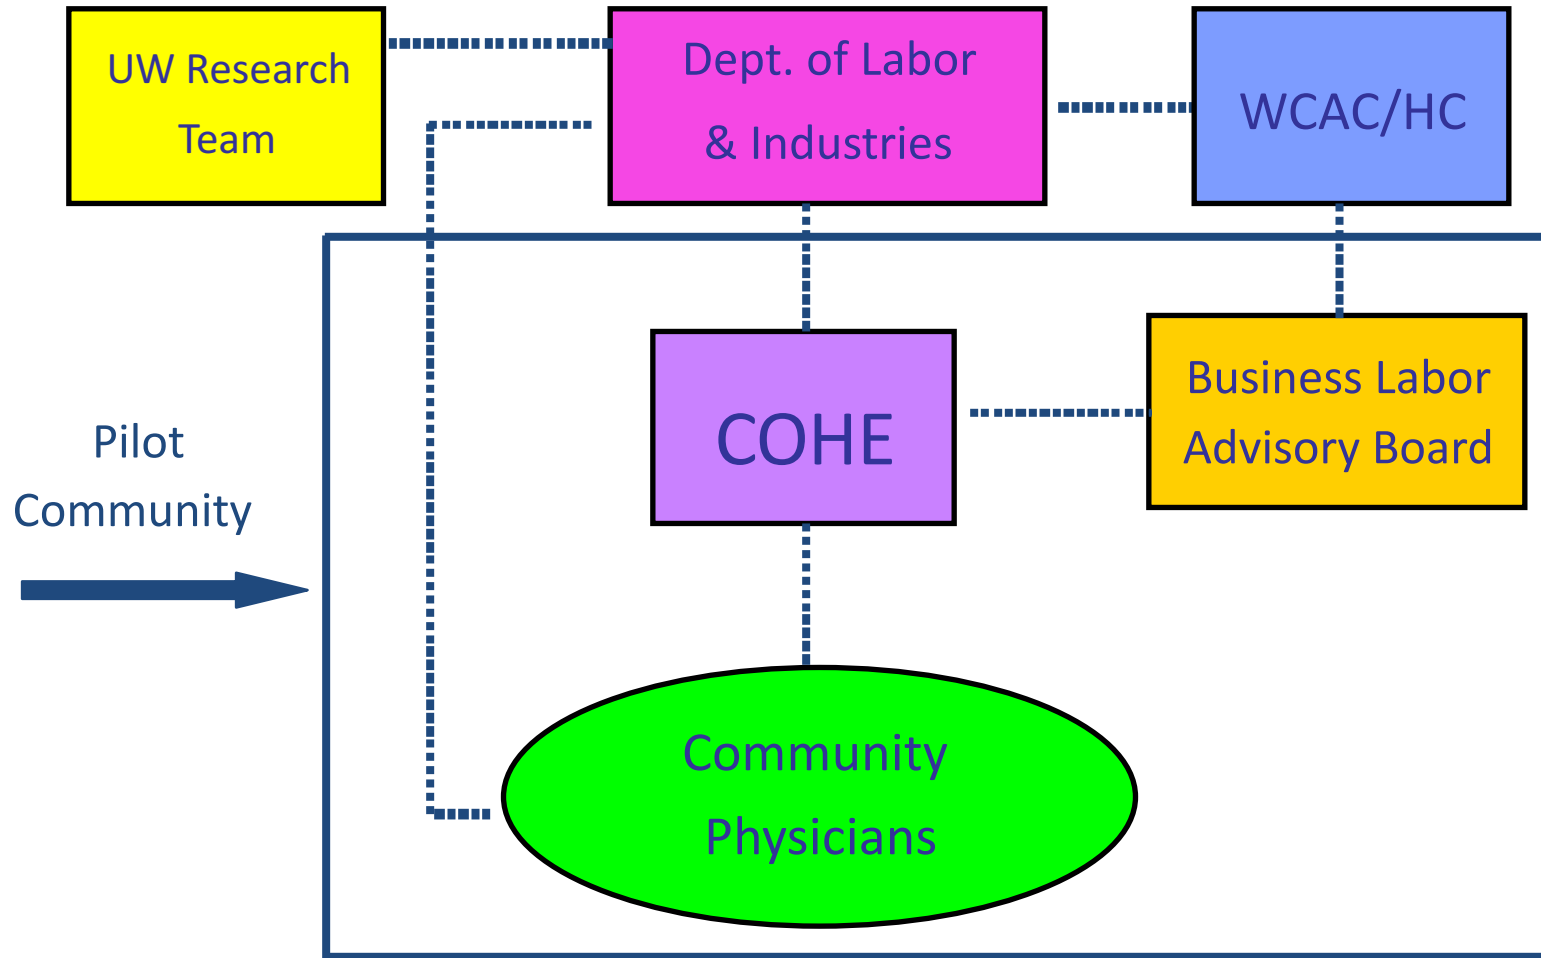 UW Research
Team
Dept. of Labor
& Industries
WCAC/HC
Pilot
Community
COHE
Business Labor
Advisory Board
Community
Physicians